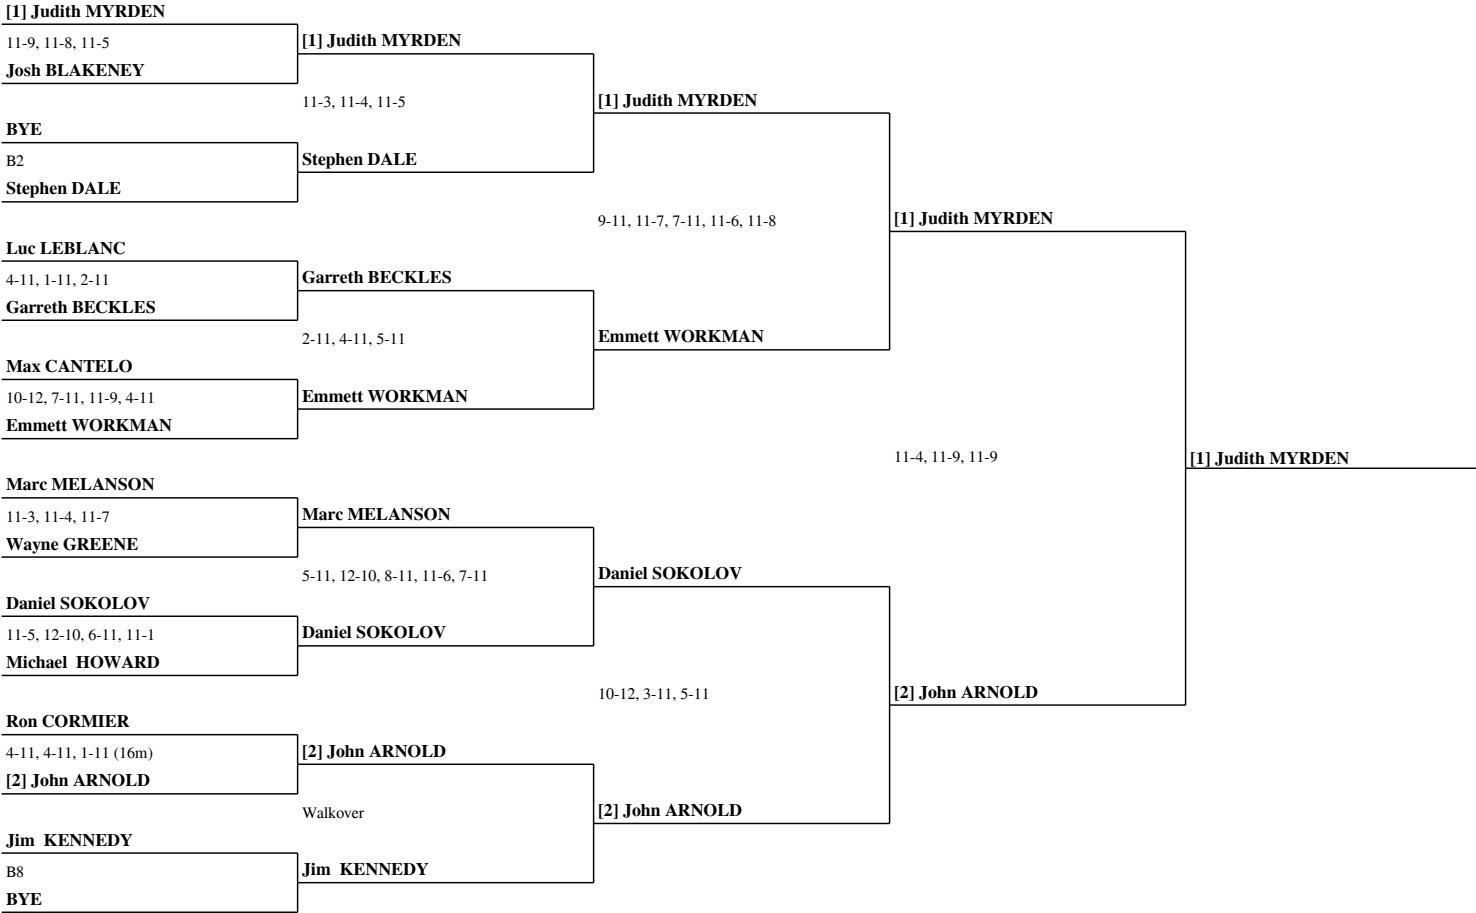 [1] Judith MYRDEN
11-9, 11-8, 11-5
Josh BLAKENEY
BYE
B2
Stephen DALE
Luc LEBLANC
4-11, 1-11, 2-11
Garreth BECKLES
Max CANTELO
10-12, 7-11, 11-9, 4-11
Emmett WORKMAN
Marc MELANSON
11-3, 11-4, 11-7
Wayne GREENE
Daniel SOKOLOV
11-5, 12-10, 6-11, 11-1
Michael HOWARD
Ron CORMIER
4-11, 4-11, 1-11 (16m)
[2] John ARNOLD
Jim KENNEDY
B8
BYE
[1] Judith MYRDEN
11-3, 11-4, 11-5
Stephen DALE
Garreth BECKLES
2-11, 4-11, 5-11
Emmett WORKMAN
Marc MELANSON
5-11, 12-10, 8-11, 11-6, 7-11
Daniel SOKOLOV
[2] John ARNOLD
Walkover
Jim KENNEDY
[1] Judith MYRDEN
9-11, 11-7, 7-11, 11-6, 11-8
Emmett WORKMAN
Daniel SOKOLOV
10-12, 3-11, 5-11
[2] John ARNOLD
[1] Judith MYRDEN
11-4, 11-9, 11-9
[2] John ARNOLD
[1] Judith MYRDEN